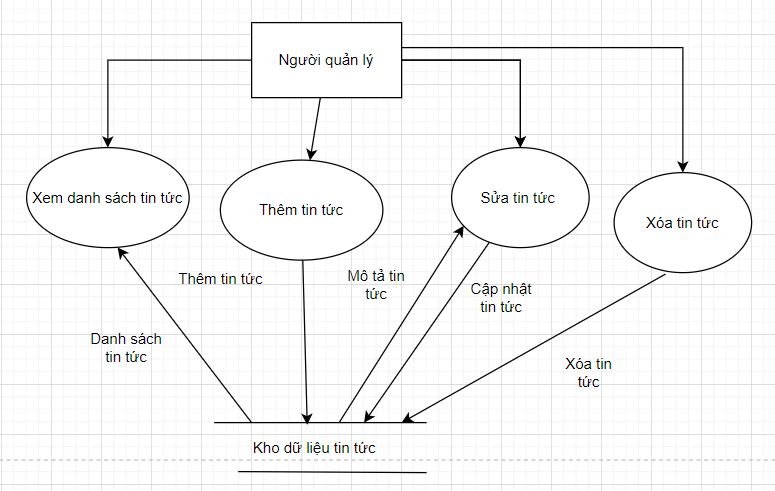 Người quản lý
Xem danh sách tin tức
Thêm tin tức
Sửa tin tức
Xóa tin tức
Thêm tin tức
Mô tả tin
tức
Cập nhật
tin tức
Danh sách
tin tức
Xóa tin
tức
Kho dữ liệu tin tức